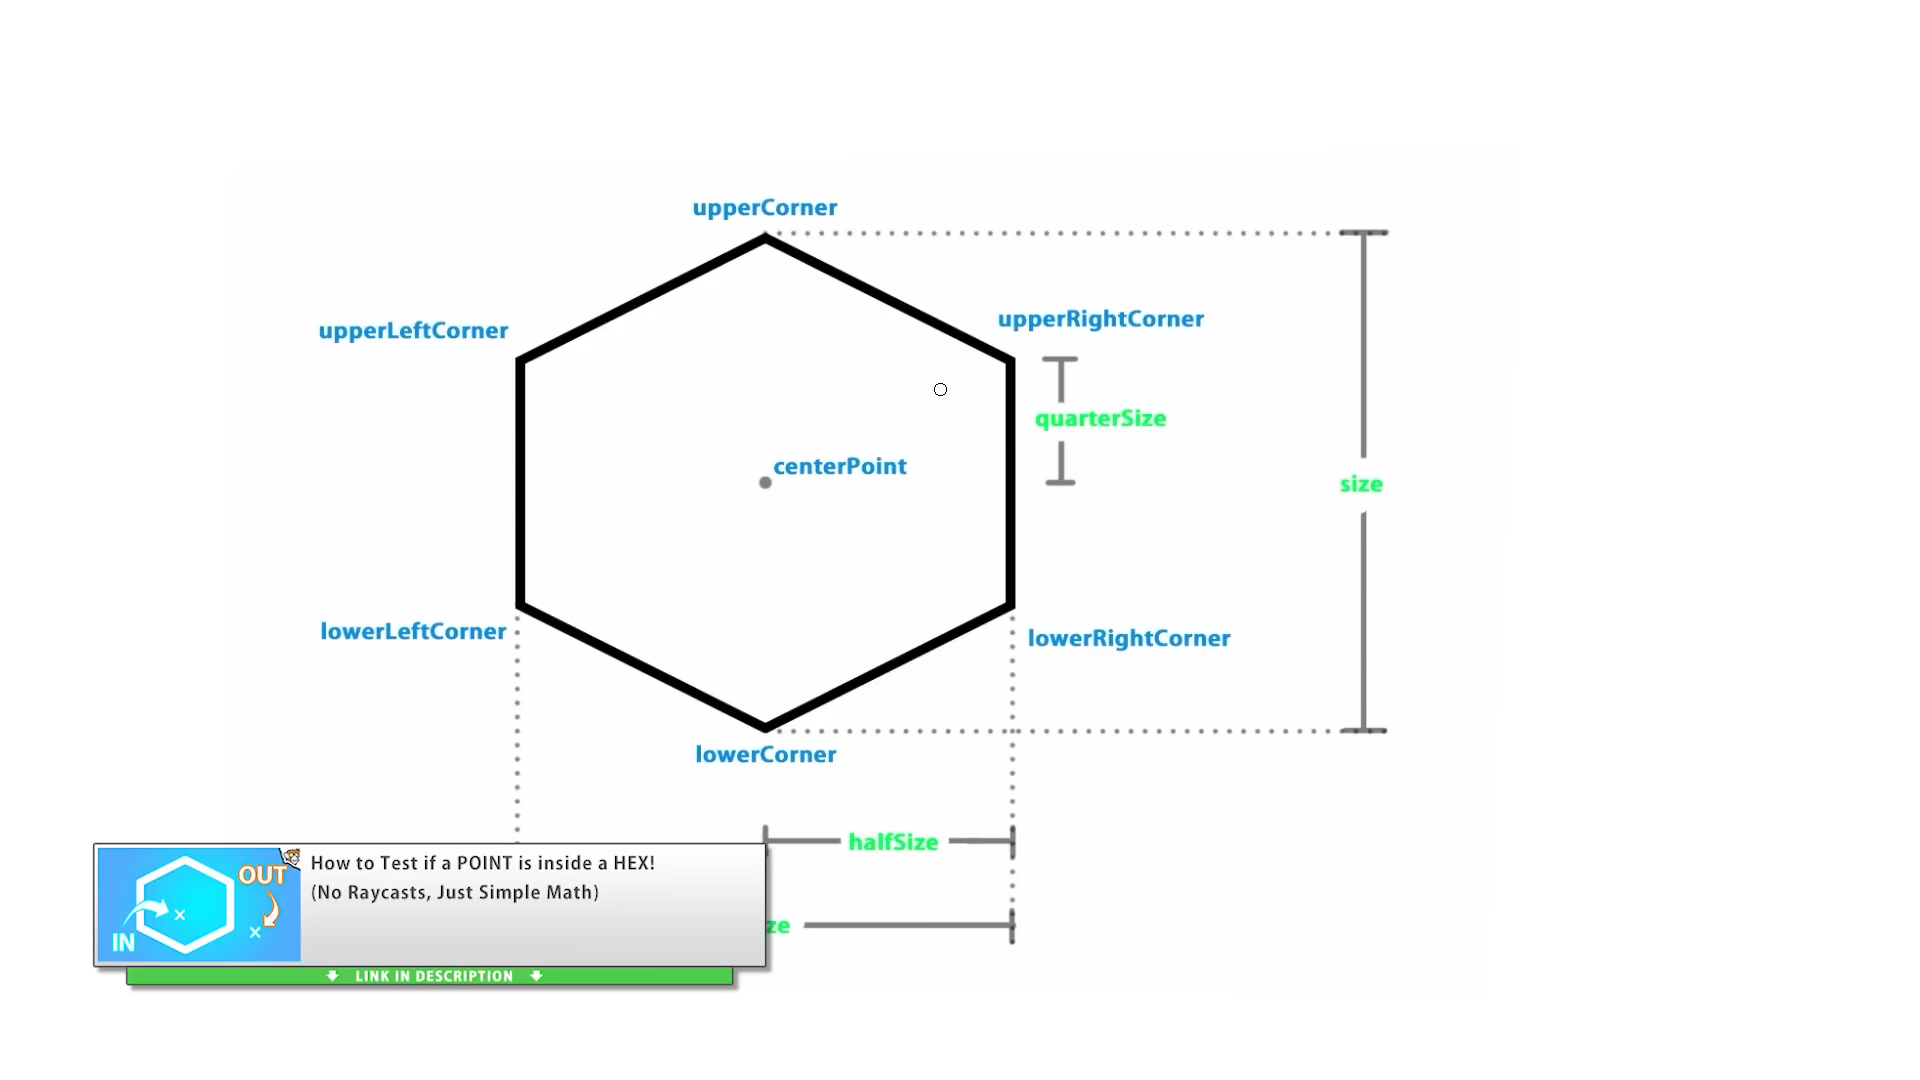 upperCorner
upperLeftCorner
upperRightCorner
quarterSize
centerPoint
size
lowerLeftCorner
lowerRightCorner
lowerCorner
halfSize
ze
How to Test if a POINT is inside a HEX!
(No Raycasts, Just Simple Math)
OUT
IN
LINK IN DESCRIPTION